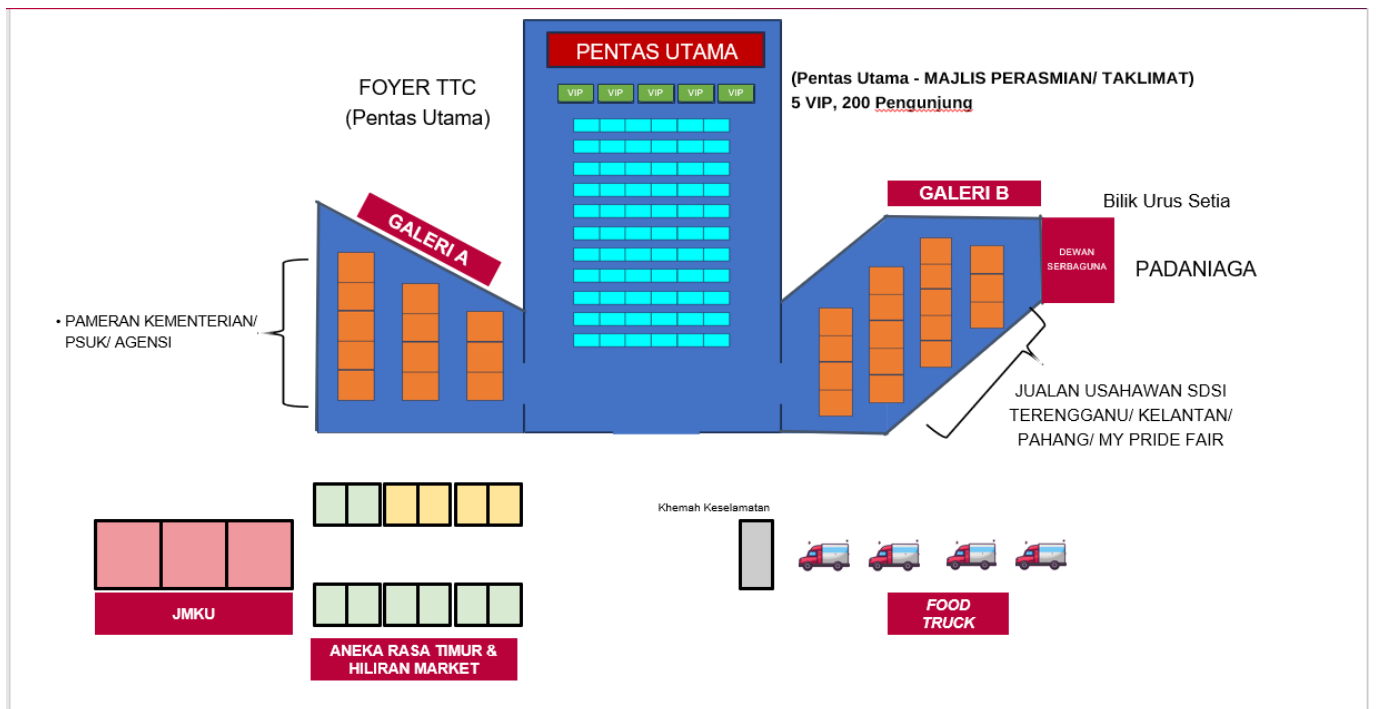 PENTAS UTAMA
FOYER TTC
(Pentas Utama)
VIP VIP VIP VIP VIP
(Pentas Utama - MAJLIS PERASMIAN/ TAKLIMAT)
5 VIP, 200 Pengunjung
GALERI A
GALERI B
Bilik Urus Setia
DEWAN
SERBAGUNA
PADANIAGA
• PAMERAN KEMENTERIAN/
PSUK/ AGENSI
JUALAN USAHAWAN SDSI
TERENGGANU/ KELANTAN/
PAHANG/ MY PRIDE FAIR
Khemah Keselamatan
JMKU
ANEKA RASA TIMUR &
HILIRAN MARKET
FOOD
TRUCK